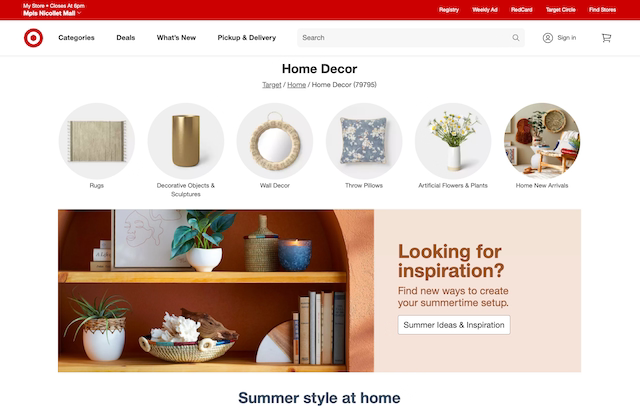 My Store • Closes At 8pm
Mpls Nicollet Mall
Registry
Weekly Ad
RedCard
Target Circle
Find Stores
Categories
Deals
What's New
Pickup & Delivery
Search
Sign in
Home Decor
Target / Home / Home Decor (79795)
Rugs
Decorative Objects &
Sculptures
Wall Decor
Throw Pillows
Artificial Flowers & Plants
Home New Arrivals
Looking for
inspiration?
Find new ways to create
your summertime setup.
Summer Ideas & Inspiration
Summer style at home